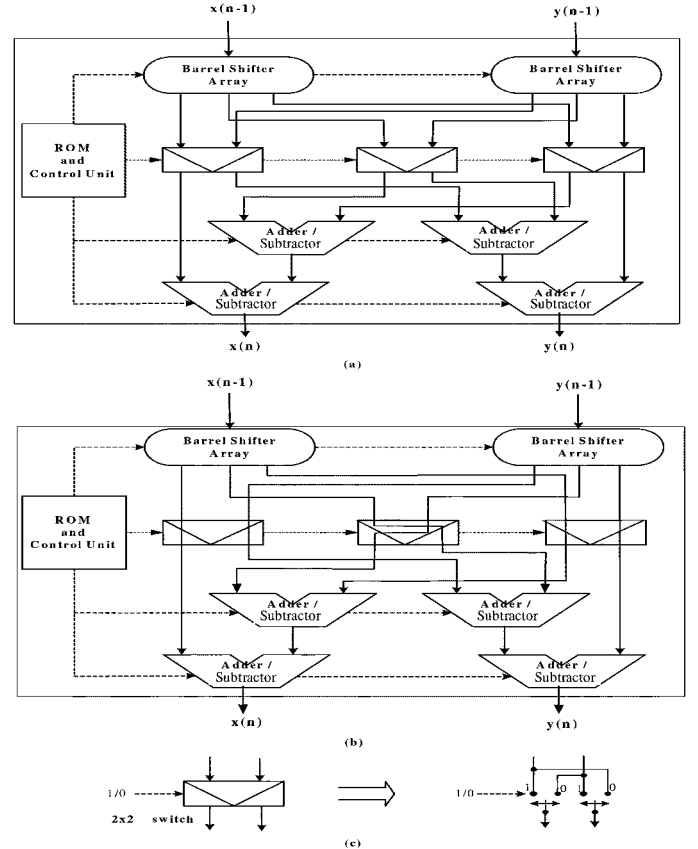 x(n-1) y(n-1)
Barrel Shifter
Array
Barrel Shifter
Array
ROM
and
Control Unit
Adder /
Subtractor
Adder /
Subtractor
Adder /
Subtractor
Adder /
Subtractor
x(n) y(n)
(a)
x(n-1) y(n-1)
Barrel Shifter
Array
Barrel Shifter
Array
ROM
and
Control Unit
Adder /
Subtractor
Adder /
Subtractor
Adder /
Subtractor
Adder /
Subtractor
x(n) y(n)
(b)
1/0
2x2 switch
1/0
1 0 1 0
(c)